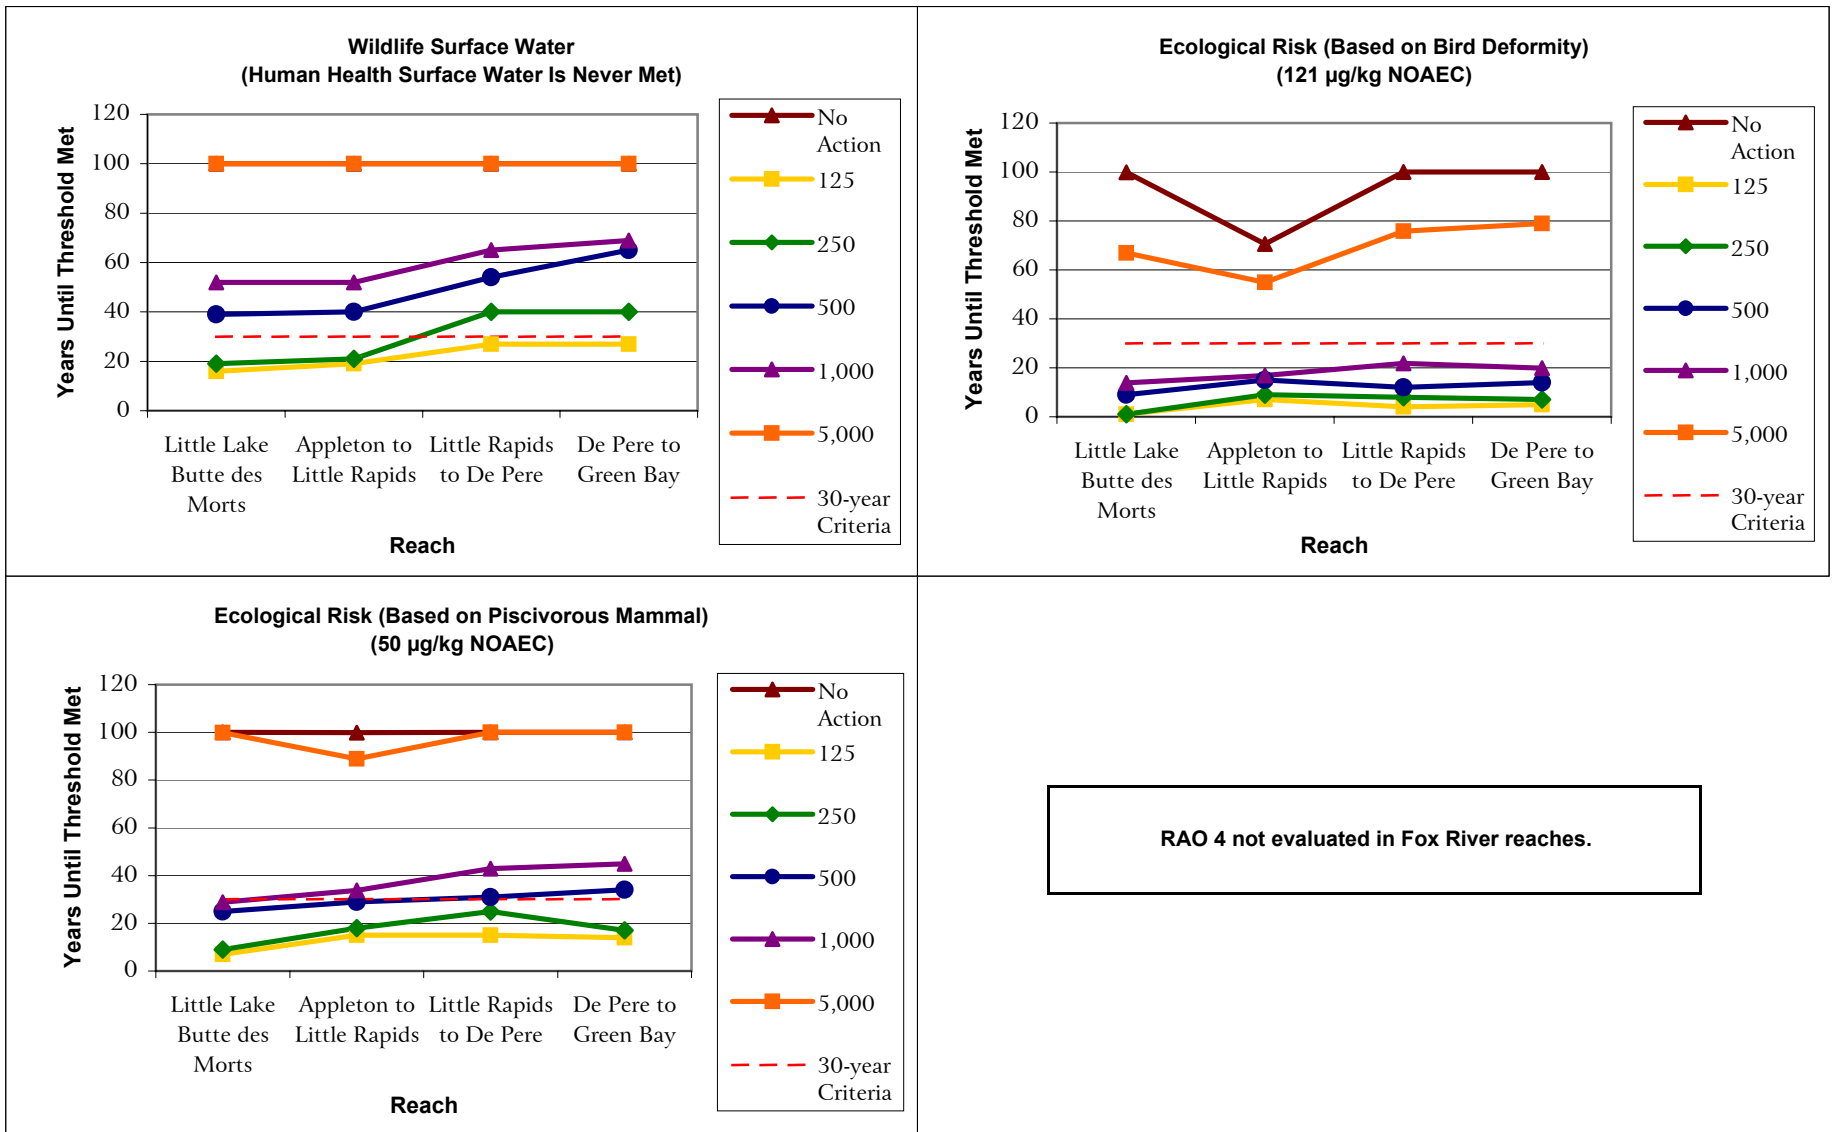 Wildlife Surface Water
(Human Health Surface Water Is Never Met)
Years Until Threshold Met
120
100
80
60
40
20
0
Little Lake
Butte des
Morts
Appleton to
Little Rapids
Little Rapids
to De Pere
De Pere to
Green Bay
Reach
No
Action
125
250
500
1,000
5,000
30-year
Criteria
Ecological Risk (Based on Bird Deformity)
(121 µg/kg NOAEC)
Years Until Threshold Met
120
100
80
60
40
20
0
Little Lake
Butte des
Morts
Appleton to
Little Rapids
Little Rapids
to De Pere
De Pere to
Green Bay
Reach
No
Action
125
250
500
1,000
5,000
30-year
Criteria
Ecological Risk (Based on Piscivorous Mammal)
(50 µg/kg NOAEC)
Years Until Threshold Met
120
100
80
60
40
20
0
Little Lake
Butte des
Morts
Appleton to
Little Rapids
Little Rapids
to De Pere
De Pere to
Green Bay
Reach
No
Action
125
250
500
1,000
5,000
30-year
Criteria
RAO 4 not evaluated in Fox River reaches.